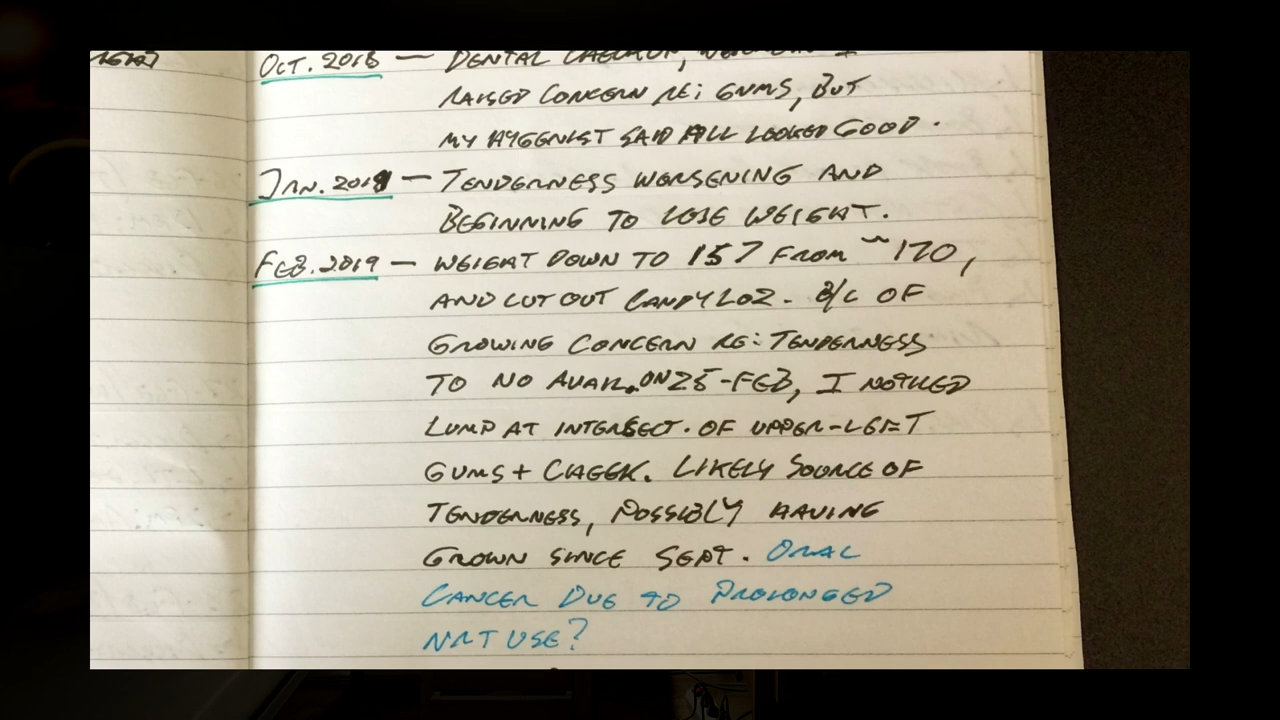 OCT. 2018 — DENTAL CHECKUP, I
RAISED CONCERN RE: GUMS, BUT
MY HYGENIST SAID ALL LOOKED GOOD.
JAN. 2019 — TENDERNESS WORSENING AND
BEGINNING TO LOSE WEIGHT.
FEB. 2019 — WEIGHT DOWN TO 157 FROM ~170,
AND CUT OUT CANDY LOZ. B/C OF
GROWING CONCERN RE: TENDERNESS
TO NO AVAIL. ON 25-FEB, I NOTICED
LUMP AT INTERSECT. OF UPPER-LEFT
GUMS + CHEEK. LIKELY SOURCE OF
TENDERNESS, POSSIBLY HAVING
GROWN SINCE SEPT. ORAL
CANCER DUE TO PROLONGED
NRT USE?